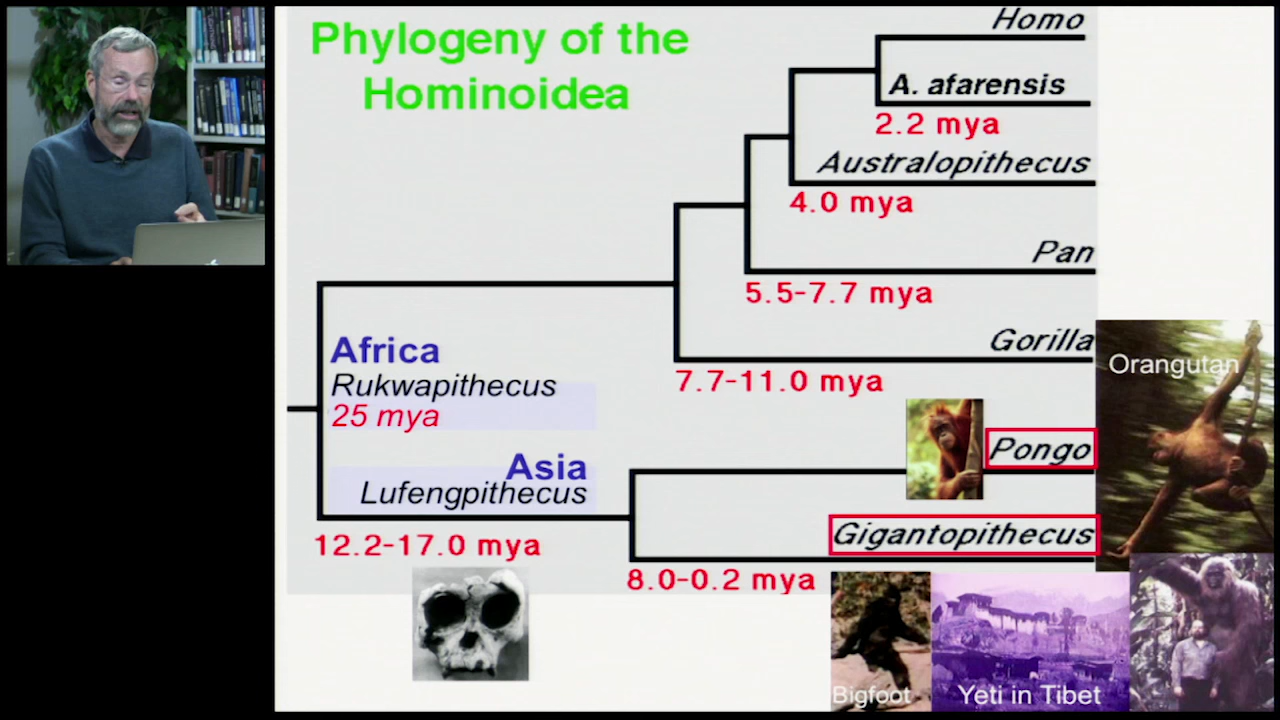 Phylogeny of the
Hominoidea
Homo
A. afarensis
2.2 mya
Australopithecus
4.0 mya
Pan
5.5-7.7 mya
Gorilla
7.7-11.0 mya
Africa
Rukwapithecus
25 mya
Orangutan
Pongo
Asia
Lufengpithecus
Gigantopithecus
12.2-17.0 mya
8.0-0.2 mya
Bigfoot
Yeti in Tibet